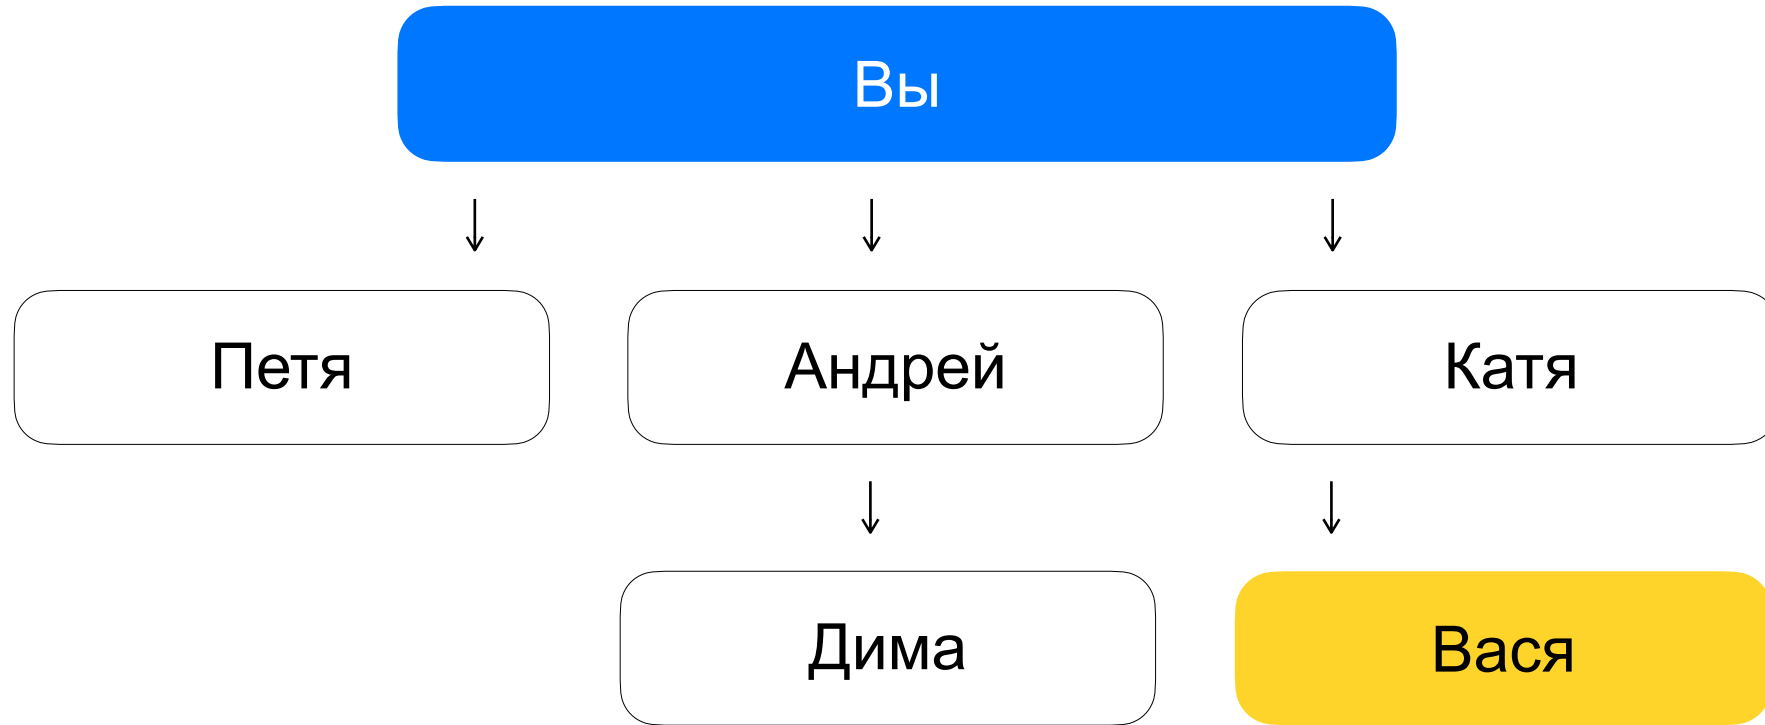 Вы
Петя
Андрей
Катя
Дима
Вася